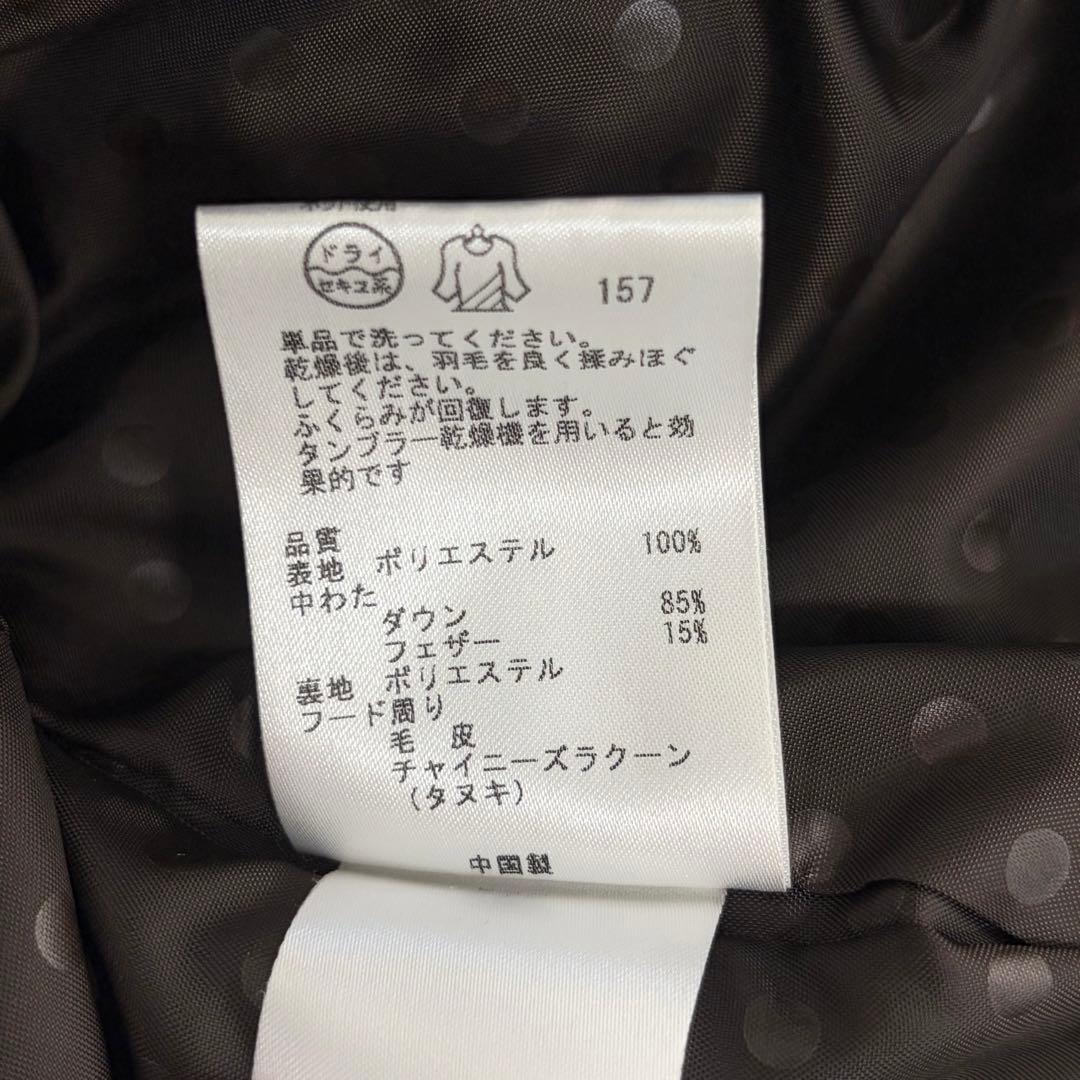 ネット使用
ドライ
セキユ系
157
単品で洗ってください。
乾燥後は、羽毛を良く揉みほぐ
してください。
ふくらみが回復します。
タンブラー乾燥機を用いると効
果的です
品質
表地 ポリエステル 100%
中わた
ダウン 85%
フェザー 15%
裏地 ポリエステル
フード周り
毛 皮
チャイニーズラクーン
(タヌキ)
中国製